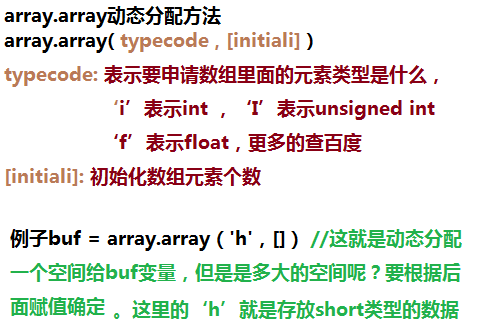 array.array动态分配方法
array.array( typecode , [initiali] )
typecode: 表示要申请数组里面的元素类型是什么，
‘i’表示int ，‘I’表示unsigned int
‘f’表示float，更多的查百度
[initiali]: 初始化数组元素个数
例子buf = array.array（'h' , []） //这就是动态分配
一个空间给buf变量，但是是多大的空间呢？要根据后
面赋值确定 。这里的‘h’就是存放short类型的数据